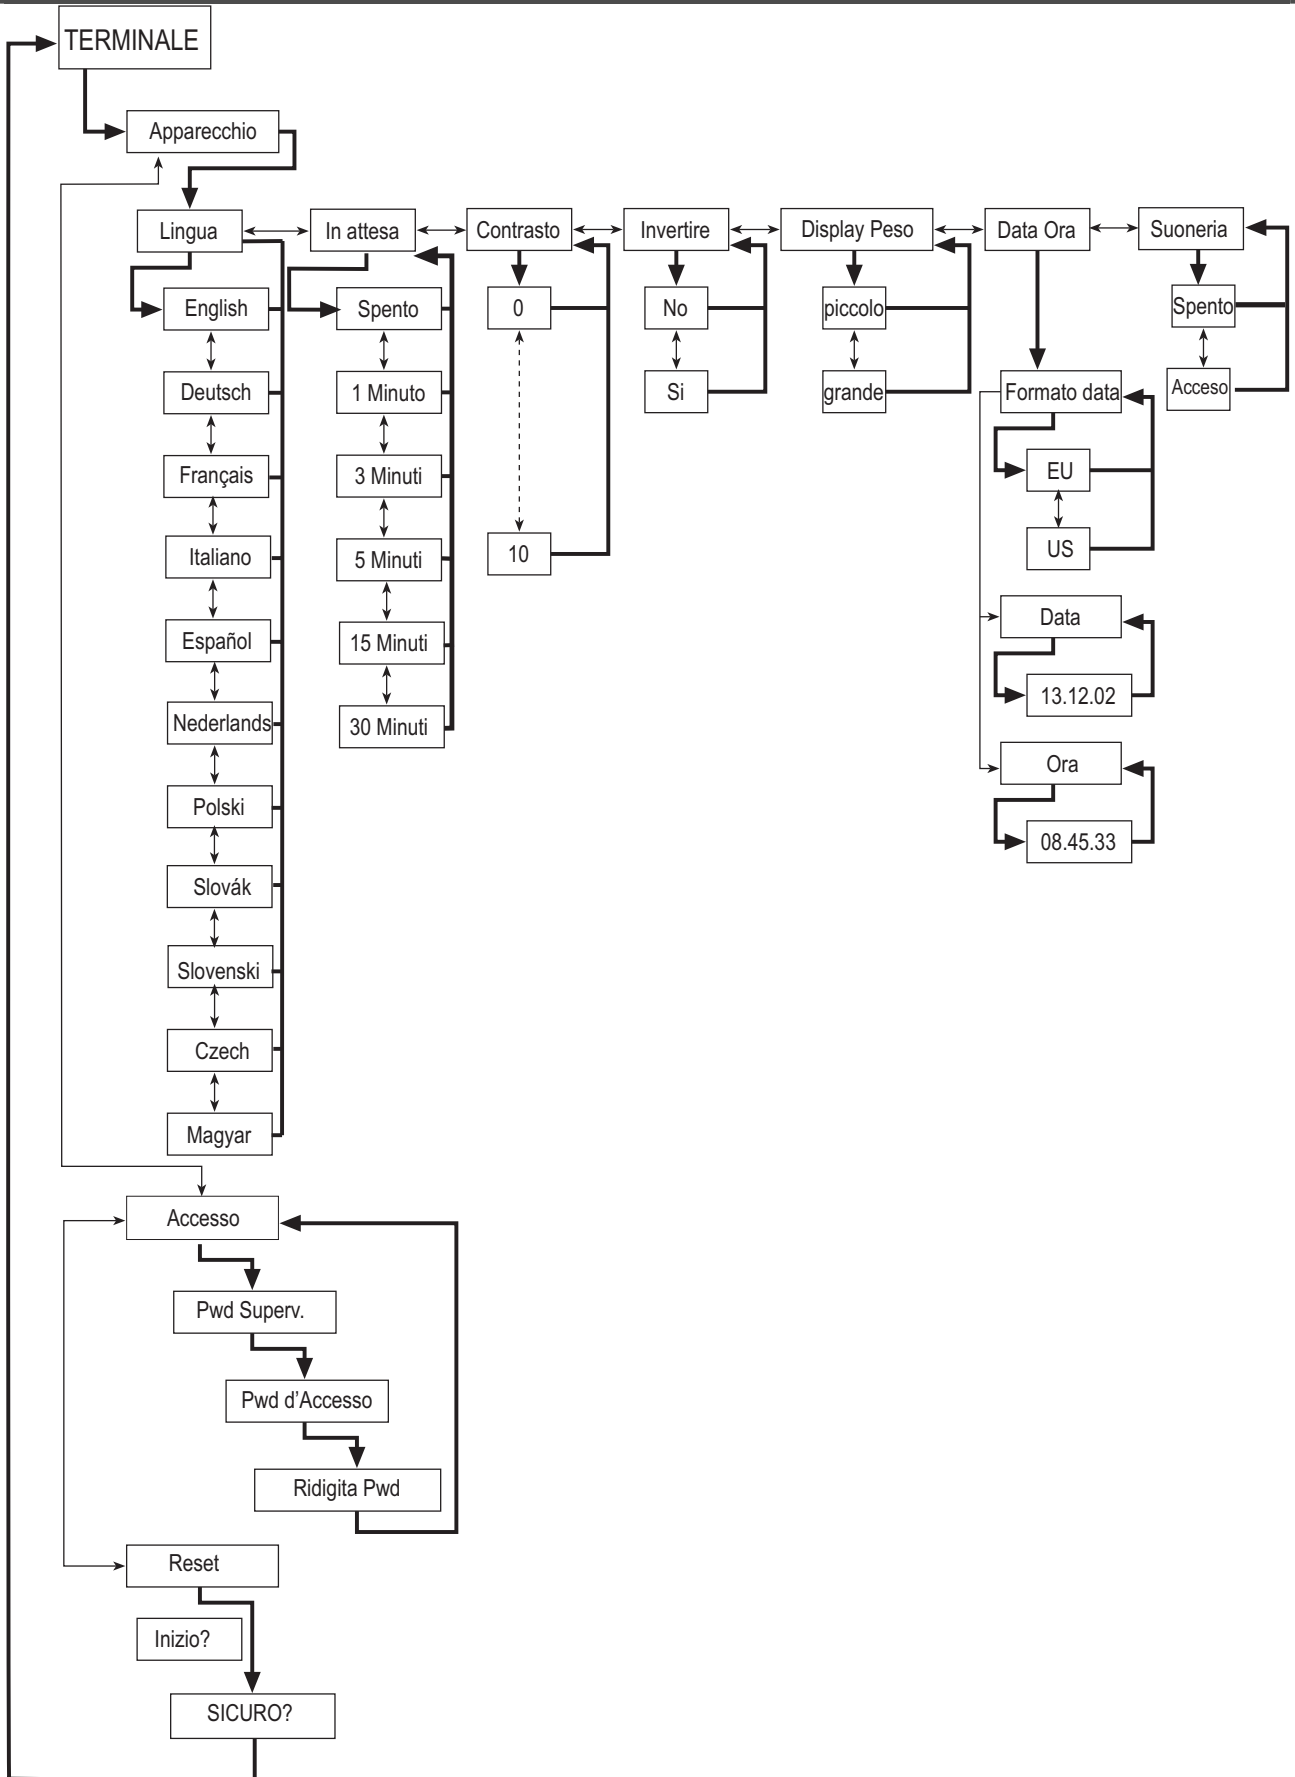 TERMINALE
Apparecchio
Lingua
In attesa
Contrasto
Invertire
Display Peso
Data Ora
Suoneria
English
Deutsch
Français
Italiano
Español
Nederlands
Polski
Slovák
Slovenski
Czech
Magyar
Spento
1 Minuto
3 Minuti
5 Minuti
15 Minuti
30 Minuti
0
10
No
Si
piccolo
grande
Formato data
EU
US
Data
13.12.02
Ora
08.45.33
Spento
Acceso
Accesso
Pwd Superv.
Pwd d’Accesso
Ridigita Pwd
Reset
Inizio?
SICURO?